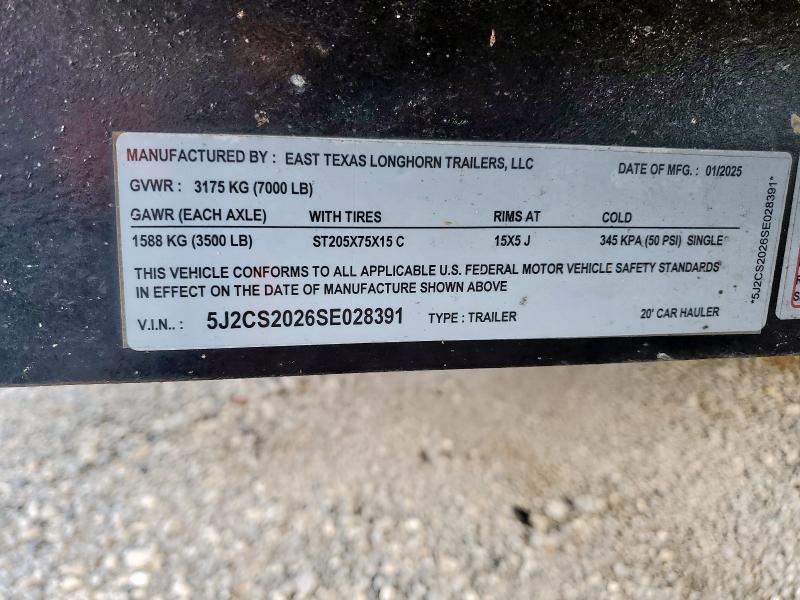 MANUFACTURED BY : EAST TEXAS LONGHORN TRAILERS, LLC DATE OF MFG. : 01/2025
GVWR : 3175 KG (7000 LB)
GAWR (EACH AXLE) WITH TIRES RIMS AT COLD
1588 KG (3500 LB) ST205X75X15 C 15X5 J 345 KPA (50 PSI) SINGLE
THIS VEHICLE CONFORMS TO ALL APPLICABLE U.S. FEDERAL MOTOR VEHICLE SAFETY STANDARDS
IN EFFECT ON THE DATE OF MANUFACTURE SHOWN ABOVE
V.I.N.. : 5J2CS2026SE028391 TYPE : TRAILER 20' CAR HAULER
*5J2CS2026SE028391*